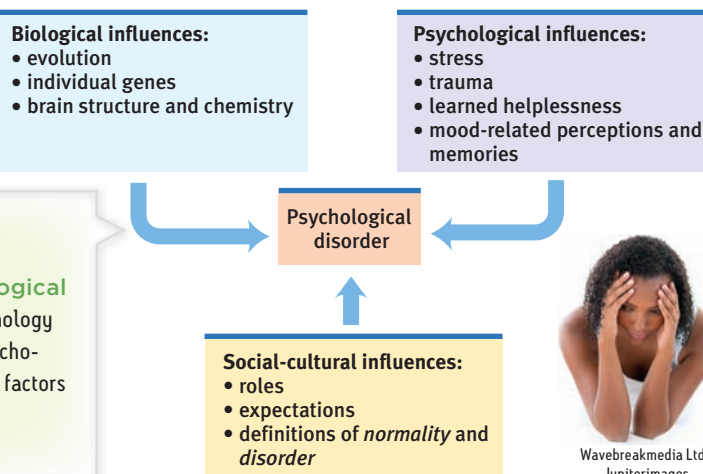 Biological influences:
• evolution
• individual genes
• brain structure and chemistry
Psychological influences:
• stress
• trauma
• learned helplessness
• mood-related perceptions and
memories
Psychological
disorder
ogical
nology
cho-
factors
Social-cultural influences:
• roles
• expectations
• definitions of normality and
disorder
Wavebreakmedia Ltd
Jupiterimages